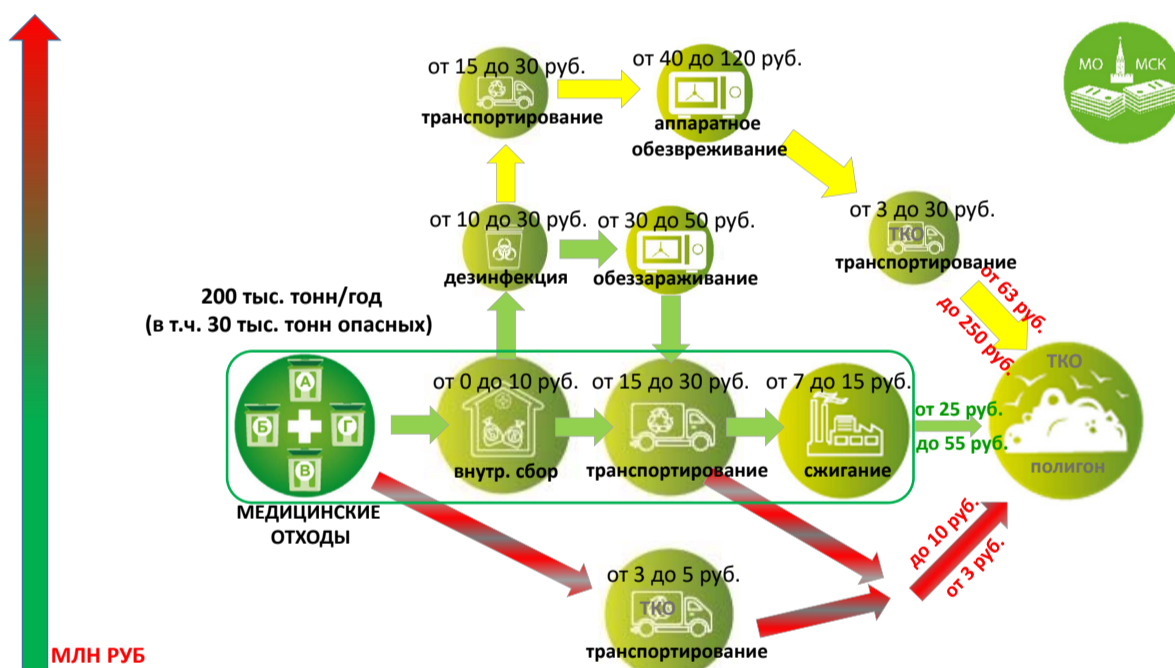 МО МСК
от 15 до 30 руб.
транспортирование
от 40 до 120 руб.
аппаратное
обезвреживание
от 10 до 30 руб.
дезинфекция
от 30 до 50 руб.
обеззараживание
от 3 до 30 руб.
ТКО
транспортирование
от 63 руб.
до 250 руб.
200 тыс. тонн/год
(в т.ч. 30 тыс. тонн опасных)
А
Б
Г
В
МЕДИЦИНСКИЕ
ОТХОДЫ
от 0 до 10 руб.
внутр. сбор
от 15 до 30 руб.
транспортирование
от 7 до 15 руб.
сжигание
от 25 руб.
до 55 руб.
ТКО
полигон
от 3 до 5 руб.
ТКО
транспортирование
до 10 руб.
от 3 руб.
МЛН РУБ